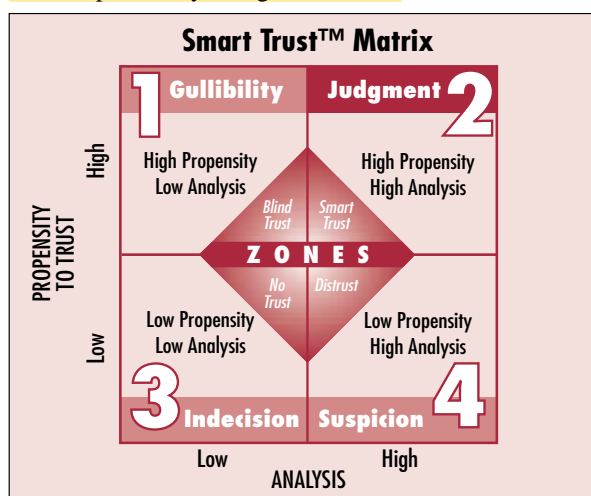 Smart Trust™ Matrix
1 Gullibility
Judgment 2
High Propensity
Low Analysis
High Propensity
High Analysis
Blind
Trust
Smart
Trust
ZONES
No
Trust
Distrust
Low Propensity
Low Analysis
Low Propensity
High Analysis
3 Indecision
Suspicion 4
PROPENSITY
TO TRUST
High
Low
Low
High
ANALYSIS